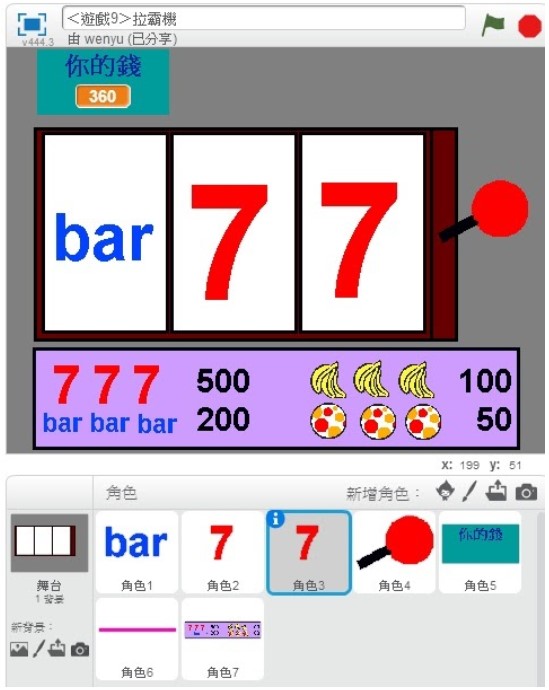 <遊戲9>拉霸機
v444.3
由 wenyu (已分享)
你的錢
360
bar 7 7
7 7 7 500 100
bar bar bar 200 50
x: 199 y: 51
角色 新增角色：
bar 7 7 你的錢
舞台
1 背景
角色1 角色2 角色3 角色4 角色5
新背景：
777
角色6 角色7